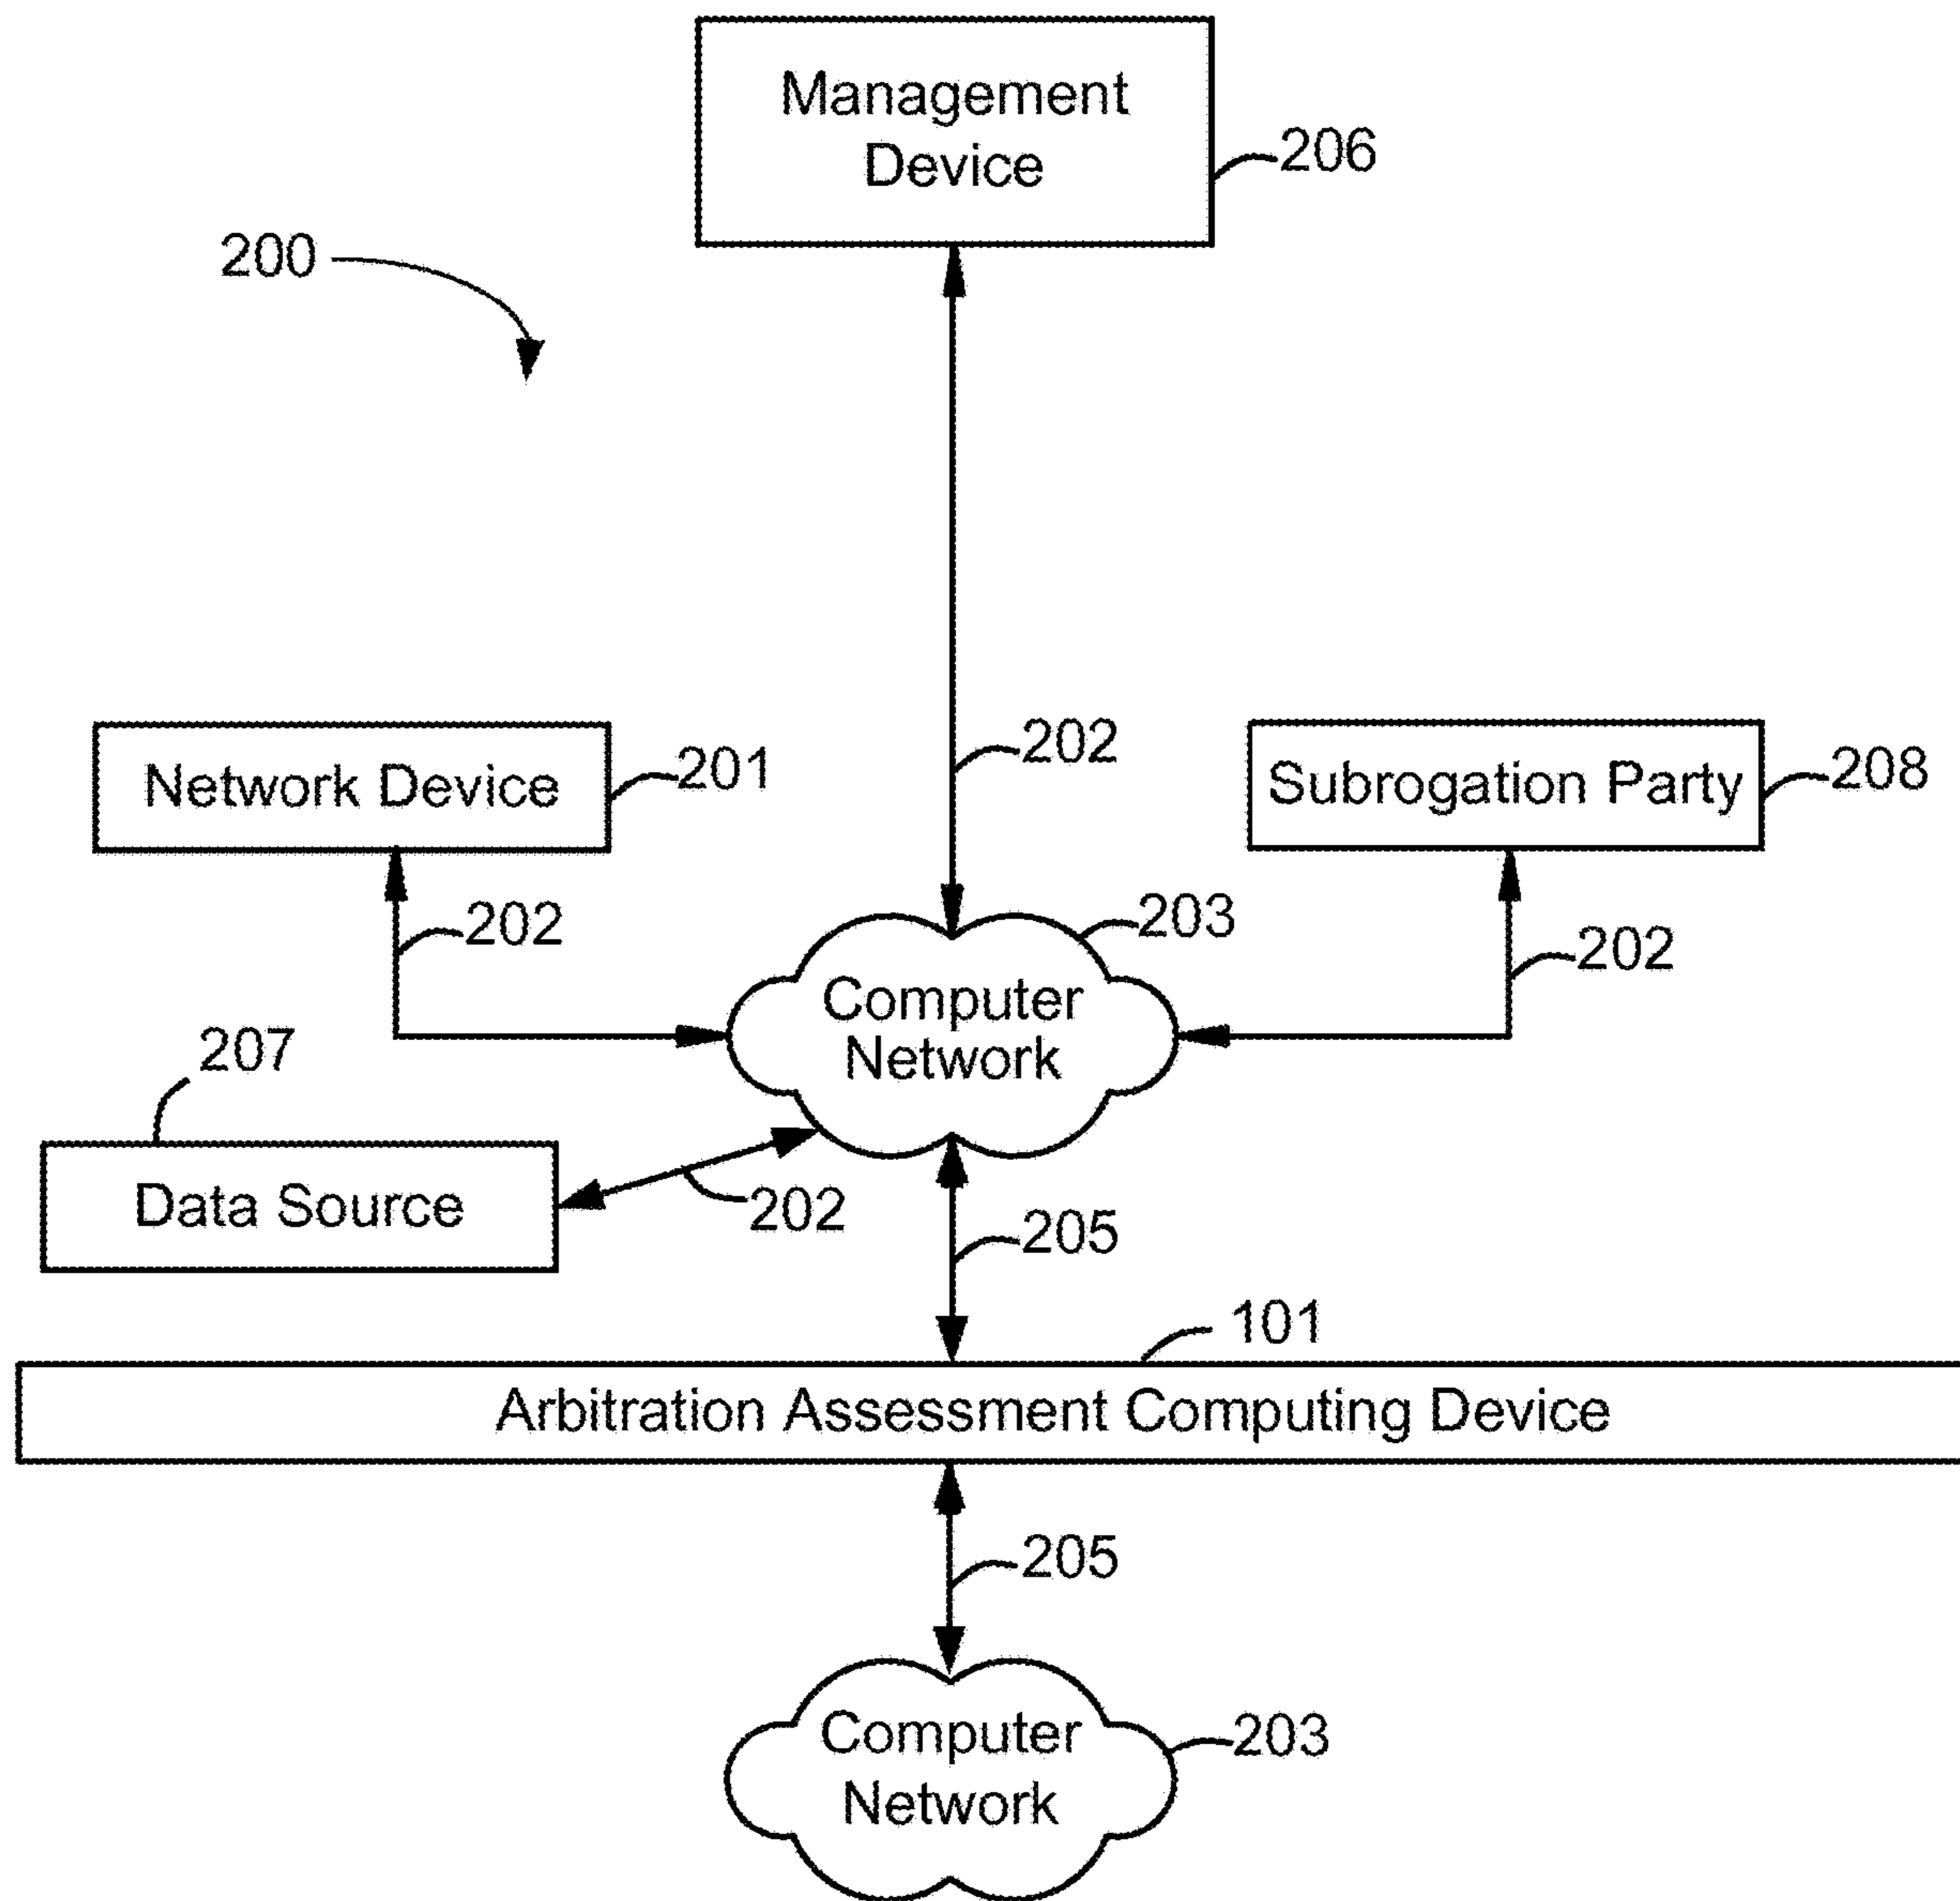 Management
Device
206
200
Network Device
201
202
Subrogation Party
208
202
203
202
Computer
Network
207
Data Source
202
205
101
Arbitration Assessment Computing Device
205
Computer
Network
203